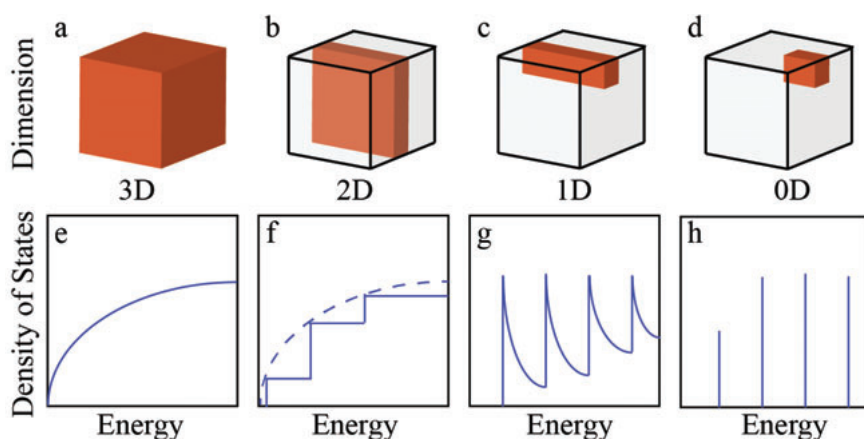 a b c d
Dimension
3D 2D 1D 0D
e f g h
Density of States
Energy Energy Energy Energy